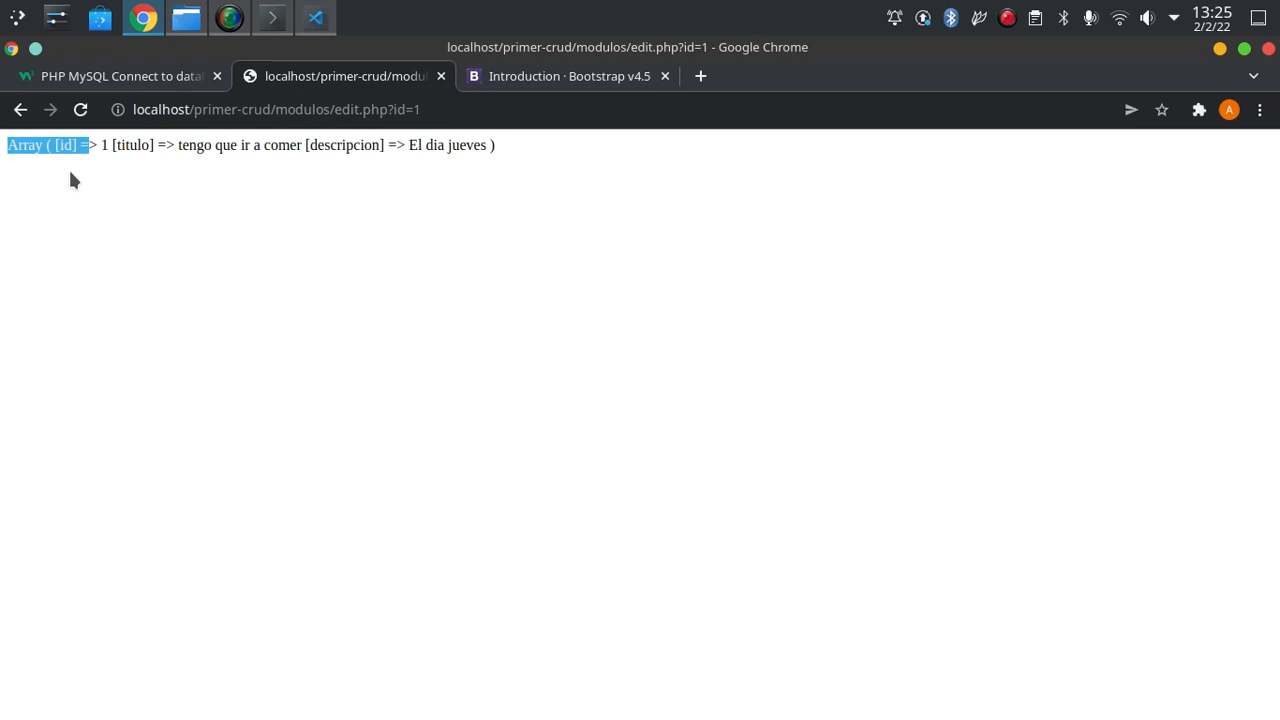 13:25
2/2/22
localhost/primer-crud/modulos/edit.php?id=1 - Google Chrome
PHP MySQL Connect to datal
localhost/primer-crud/modu
Introduction · Bootstrap v4.5
localhost/primer-crud/modulos/edit.php?id=1
A
Array ( [id] => 1 [titulo] => tengo que ir a comer [descripcion] => El dia jueves )